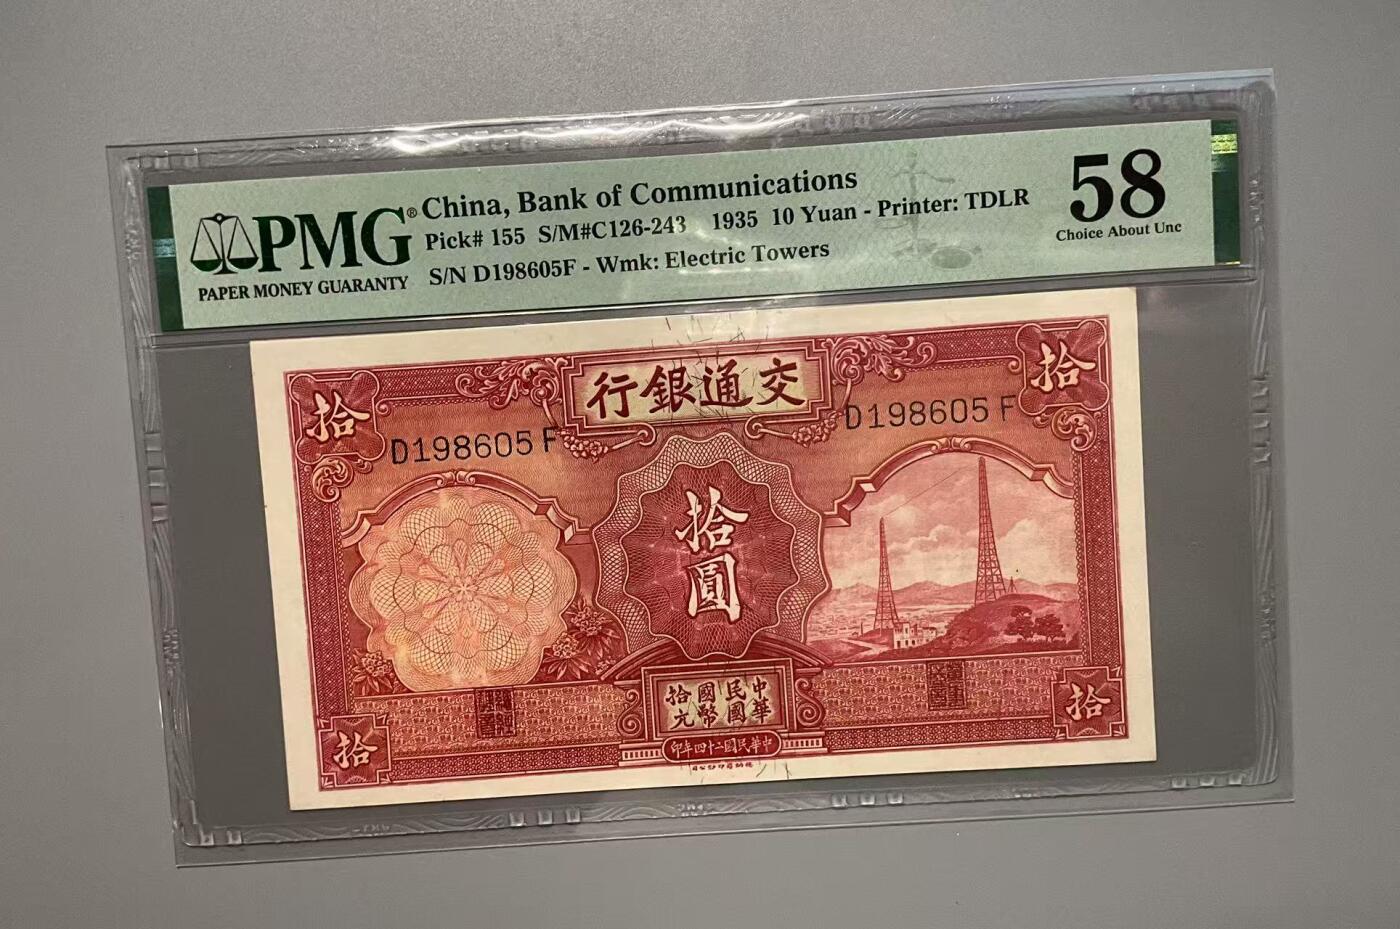 PMG®
PAPER MONEY GUARANTY
China, Bank of Communications
Pick# 155 S/M#C126-243 1935 10 Yuan - Printer: TDLR
S/N D198605F - Wmk: Electric Towers
58
Choice About Unc
行銀通交
拾
拾
D198605F
D198605F
拾圓
中華民國國幣拾元
印年四十二國民華中
拾
拾